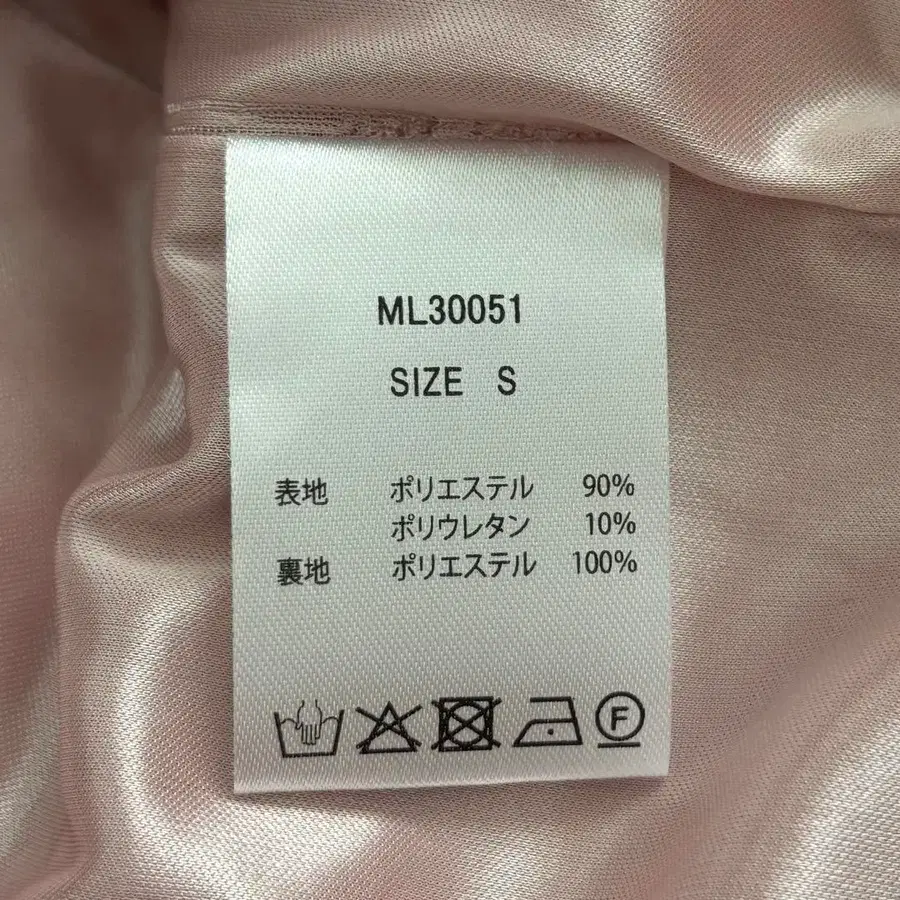 ML30051
SIZE S
表地 ポリエステル 90%
ポリウレタン 10%
裏地 ポリエステル 100%
F